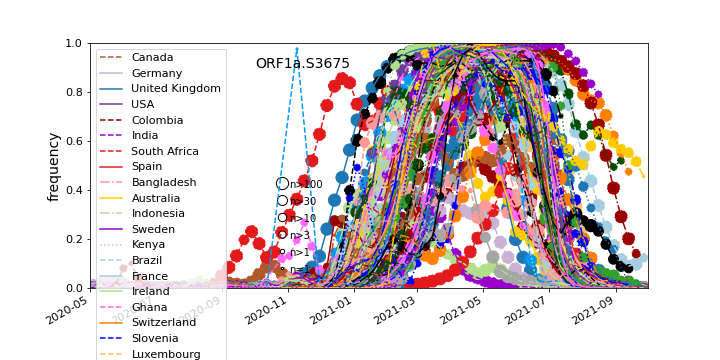 ORF1a.S3675
1.0
0.8
0.6
0.4
0.2
0.0
frequency
Canada
Germany
United Kingdom
USA
Colombia
India
South Africa
Spain
Bangladesh
Australia
Indonesia
Sweden
Kenya
Brazil
France
Ireland
Ghana
Switzerland
Slovenia
Luxembourg
n>100
n>30
n>10
n>3
n>1
n=1
2020-05
2020-07
2020-09
2020-11
2021-01
2021-03
2021-05
2021-07
2021-09